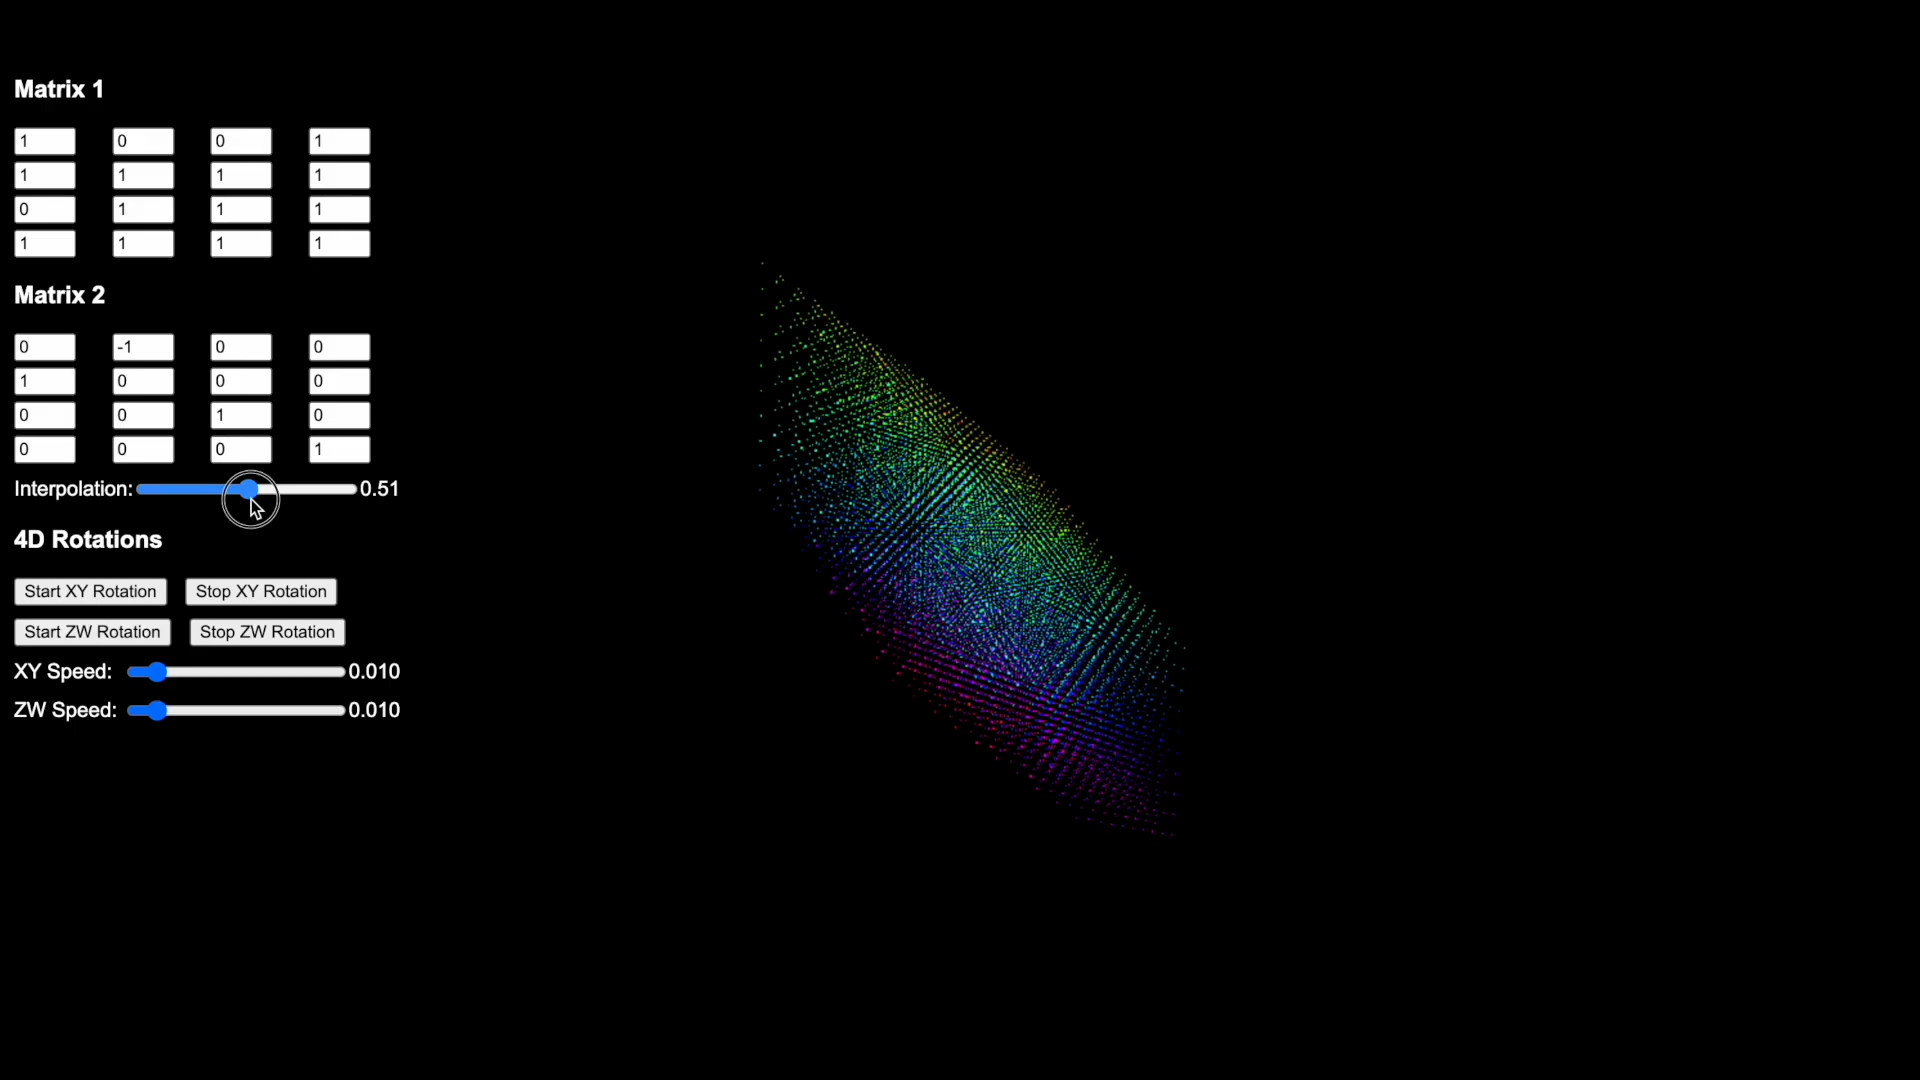 Matrix 1
1 0 0 1
1 1 1 1
0 1 1 1
1 1 1 1
Matrix 2
0 -1 0 0
1 0 0 0
0 0 1 0
0 0 0 1
Interpolation: 0.51
4D Rotations
Start XY Rotation Stop XY Rotation
Start ZW Rotation Stop ZW Rotation
XY Speed: 0.010
ZW Speed: 0.010